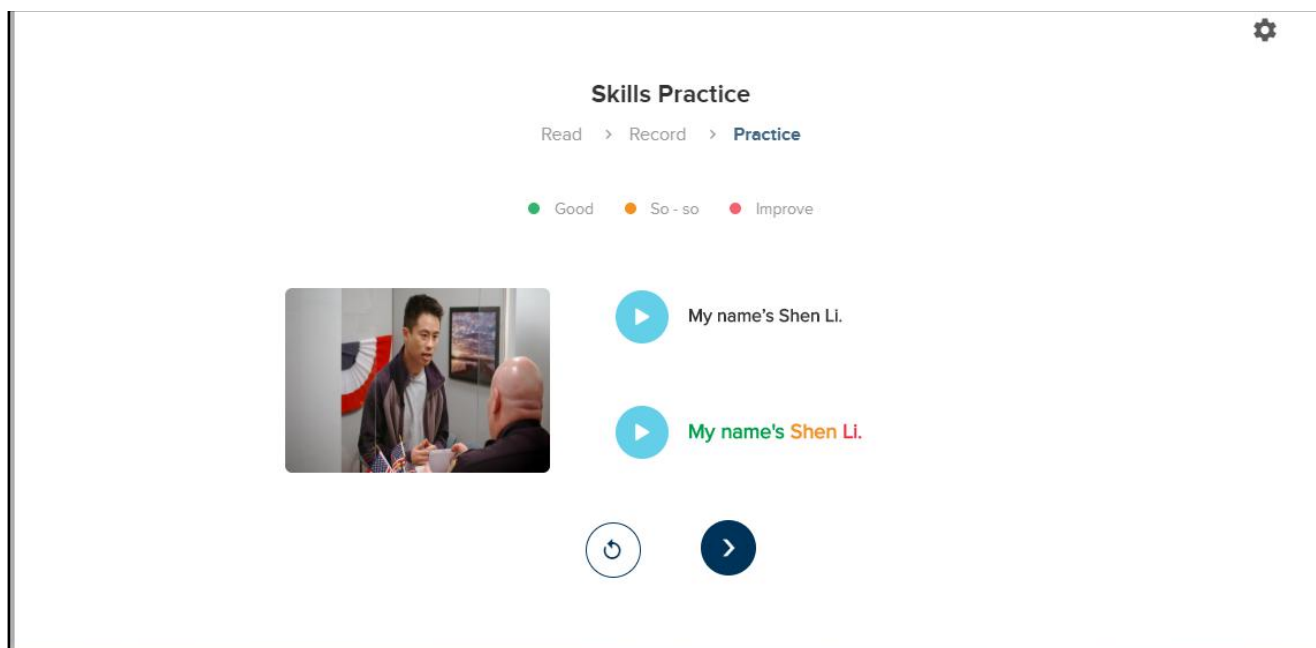 Skills Practice
Read > Record > Practice
Good So - so Improve
My name’s Shen Li.
My name's Shen Li.